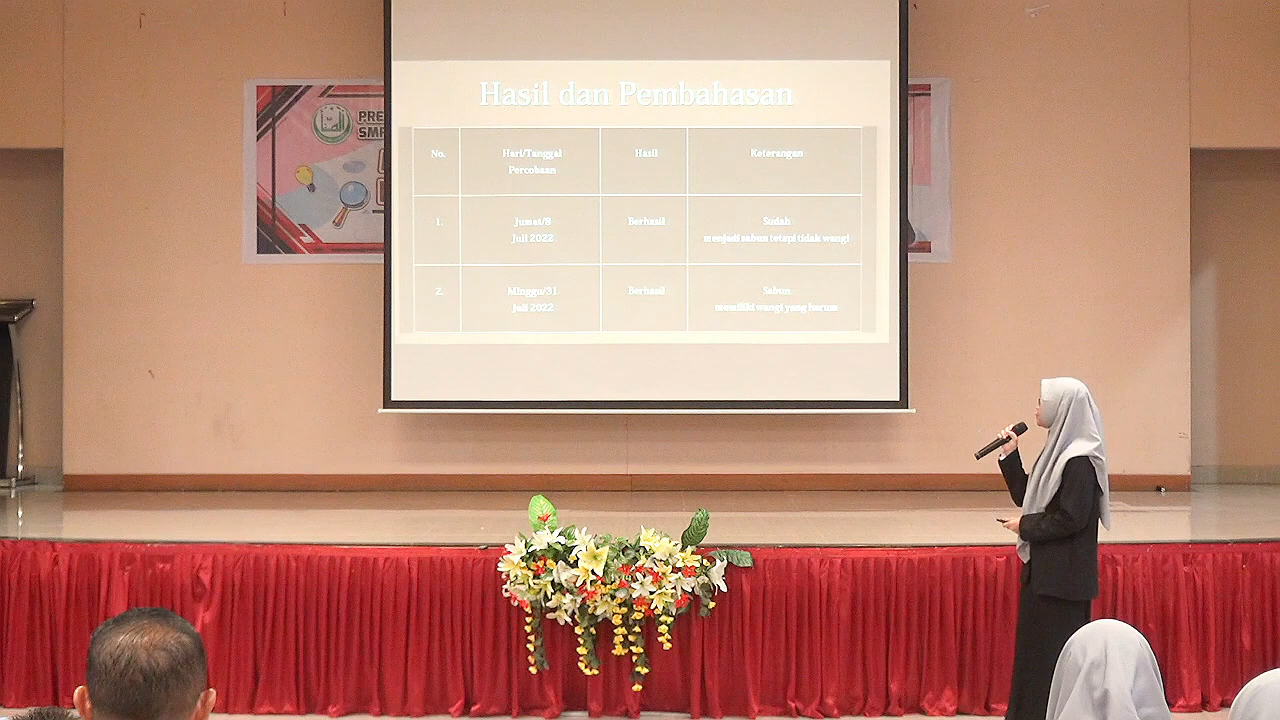 Hasil dan Pembahasan
No.
Hari/Tanggal
Percobaan
Hasil
Keterangan
1.
Jumat/8
Juli 2022
Berhasil
Sudah
menjadi sabun tetapi tidak wangi
2.
Minggu/31
Juli 2022
Berhasil
Sabun
memiliki wangi yang harum